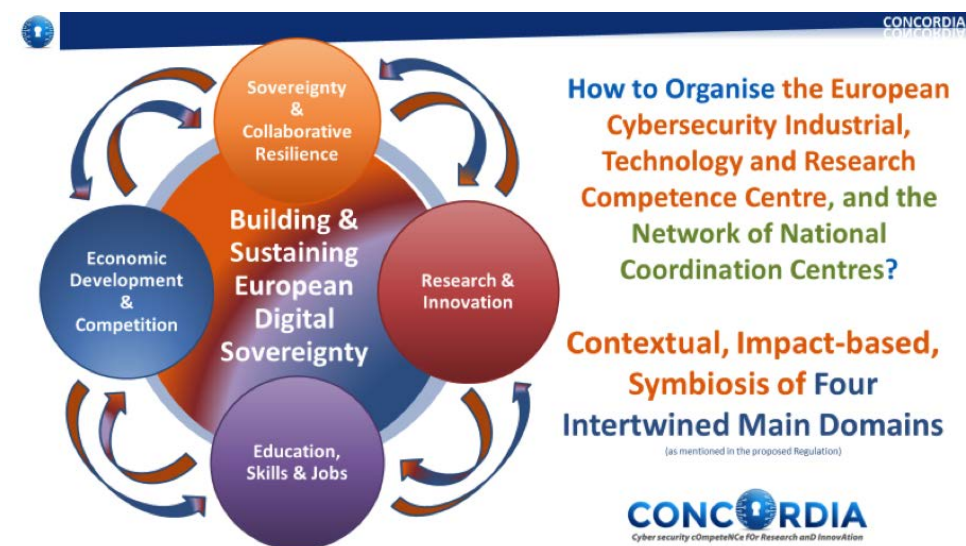 CONCORDIA
CONCORDIA
Sovereignty
&
Collaborative
Resilience
Economic
Development
&
Competition
Building &
Sustaining
European
Digital
Sovereignty
Research &
Innovation
Education,
Skills & Jobs
How to Organise the European
Cybersecurity Industrial,
Technology and Research
Competence Centre, and the
Network of National
Coordination Centres?
Contextual, Impact-based,
Symbiosis of Four
Intertwined Main Domains
(as mentioned in the proposed Regulation)
CONCORDIA
Cyber security cOmpeteNCe fOr Research anD InnovAtion